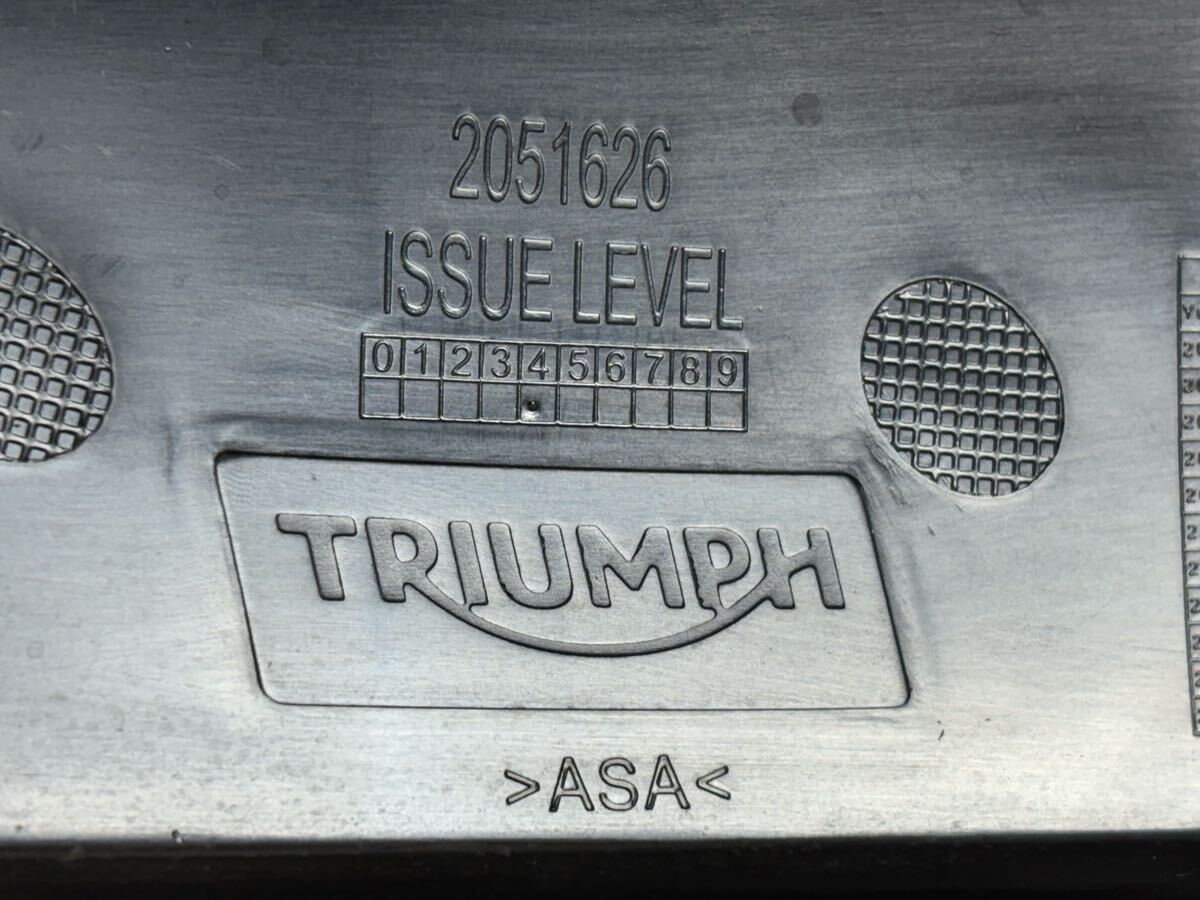 2051626
ISSUE LEVEL
0 1 2 3 4 5 6 7 8 9
TRIUMPH
>ASA<